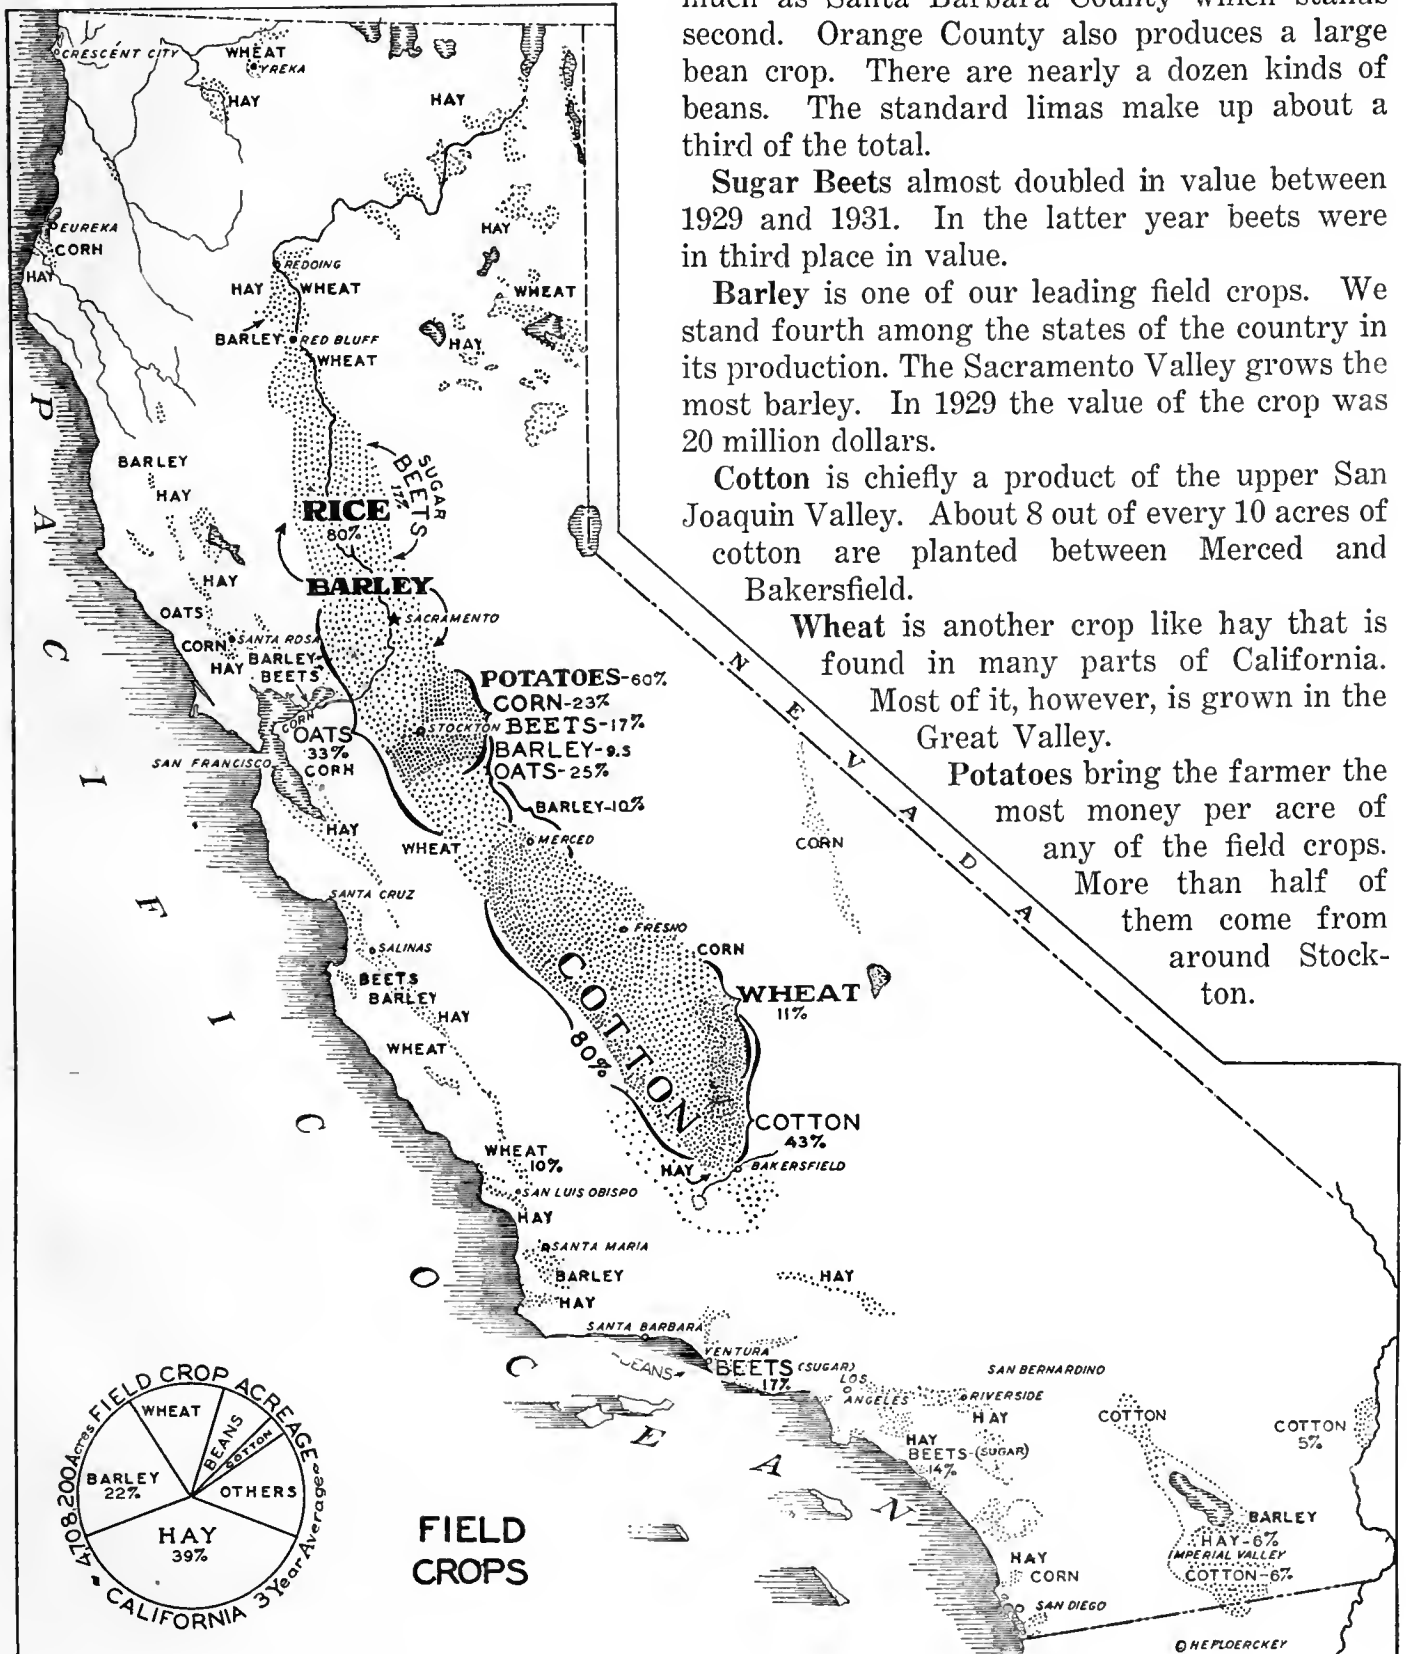 much as Santa Barbara County which stands
second. Orange County also produces a large
bean crop. There are nearly a dozen kinds of
beans. The standard limas make up about a
third of the total.
Sugar Beets almost doubled in value between
1929 and 1931. In the latter year beets were
in third place in value.
Barley is one of our leading field crops. We
stand fourth among the states of the country in
its production. The Sacramento Valley grows the
most barley. In 1929 the value of the crop was
20 million dollars.
Cotton is chiefly a product of the upper San
Joaquin Valley. About 8 out of every 10 acres of
cotton are planted between Merced and
Bakersfield.
Wheat is another crop like hay that is
found in many parts of California.
Most of it, however, is grown in the
Great Valley.
Potatoes bring the farmer the
most money per acre of
any of the field crops.
More than half of
them come from
around Stock-
ton.
CRESCENT CITY
WHEAT
YREKA
HAY
HAY
EUREKA
CORH
HAY
HAY
REDOING
HAY WHEAT
WHEAT
BARLEY RED BLUFF
HAY
WHEAT
BARLEY
HAY
SUGAR
BEETS
17%
RICE
80%
HAY
BARLEY
OATS
SACRAMENTO
CORN SANTA ROSA
HAY BARLEY
BEETS
POTATOES-60%
CORN-23%
STOCKTON BEETS-17%
BARLEY-9.5
OATS-25%
CORN
OATS
33%
CORN
SAN FRANCISCO
BARLEY-10%
HAY
MERCED
WHEAT
CORN
SANTA CRUZ
FRESNO
SALINAS
CORN
BEETS
BARLEY
WHEAT
11%
HAY
COTTON
80%
WHEAT
COTTON
43%
WHEAT
10%
HAY
BAKERSFIELD
SAN LUIS OBISPO
HAY
SANTA MARIA
BARLEY
HAY
HAY
SANTA BARBARA
VENTURA
BEANS
BEETS (SUGAR)
17%
LOS
ANGELES
SAN BERNARDINO
RIVERSIDE
HAY
HAY
BEETS-(SUGAR)
14%
COTTON
COTTON
5%
BARLEY
HAY-6%
IMPERIAL VALLEY
COTTON-6%
HAY
CORN
SAN DIEGO
NEVADA
PACIFIC OCEAN
FIELD CROP ACREAGE
WHEAT
BEANS
COTTON
BARLEY
22%
OTHERS
HAY
39%
4,708,200 Acres
CALIFORNIA 3 Year Average
FIELD
CROPS
© HEPLOERCKEY